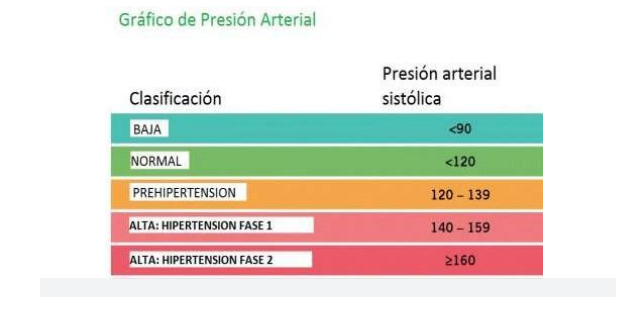 Gráfico de Presión Arterial
Presión arterial
sistólica
Clasificación
BAJA <90
NORMAL <120
PREHIPERTENSION 120 – 139
ALTA: HIPERTENSION FASE 1 140 – 159
ALTA: HIPERTENSION FASE 2 ≥160